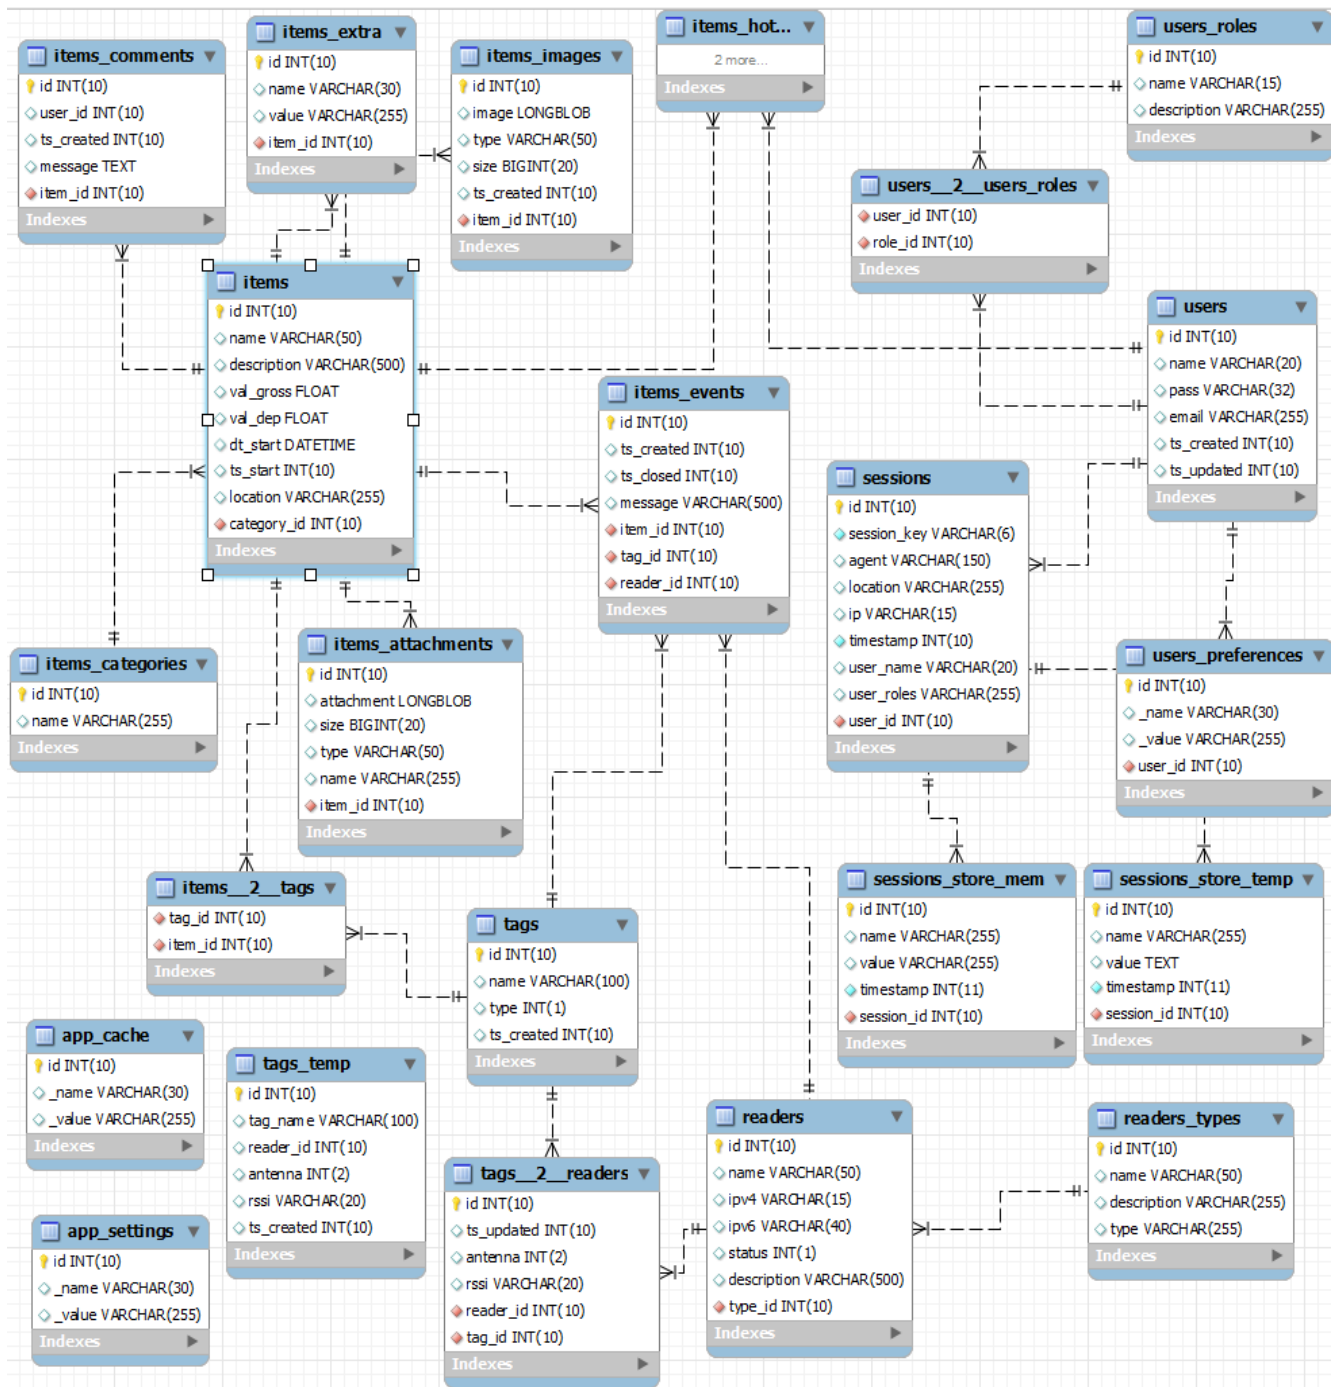 items_comments
id INT(10)
user_id INT(10)
ts_created INT(10)
message TEXT
item_id INT(10)
Indexes
items_extra
id INT(10)
name VARCHAR(30)
value VARCHAR(255)
item_id INT(10)
Indexes
items_images
id INT(10)
image LONGBLOB
type VARCHAR(50)
size BIGINT(20)
ts_created INT(10)
item_id INT(10)
Indexes
items_hot...
2 more...
Indexes
users_roles
id INT(10)
name VARCHAR(15)
description VARCHAR(255)
Indexes
users__2__users_roles
user_id INT(10)
role_id INT(10)
Indexes
items
id INT(10)
name VARCHAR(50)
description VARCHAR(500)
val_gross FLOAT
val_dep FLOAT
dt_start DATETIME
ts_start INT(10)
location VARCHAR(255)
category_id INT(10)
Indexes
users
id INT(10)
name VARCHAR(20)
pass VARCHAR(32)
email VARCHAR(255)
ts_created INT(10)
ts_updated INT(10)
Indexes
items_events
id INT(10)
ts_created INT(10)
ts_closed INT(10)
message VARCHAR(500)
item_id INT(10)
tag_id INT(10)
reader_id INT(10)
Indexes
sessions
id INT(10)
session_key VARCHAR(6)
agent VARCHAR(150)
location VARCHAR(255)
ip VARCHAR(15)
timestamp INT(10)
user_name VARCHAR(20)
user_roles VARCHAR(255)
user_id INT(10)
Indexes
items_categories
id INT(10)
name VARCHAR(255)
Indexes
items_attachments
id INT(10)
attachment LONGBLOB
size BIGINT(20)
type VARCHAR(50)
name VARCHAR(255)
item_id INT(10)
Indexes
users_preferences
id INT(10)
_name VARCHAR(30)
_value VARCHAR(255)
user_id INT(10)
Indexes
items__2__tags
tag_id INT(10)
item_id INT(10)
Indexes
tags
id INT(10)
name VARCHAR(100)
type INT(1)
ts_created INT(10)
Indexes
sessions_store_mem
id INT(10)
name VARCHAR(255)
value VARCHAR(255)
timestamp INT(11)
session_id INT(10)
Indexes
sessions_store_temp
id INT(10)
name VARCHAR(255)
value TEXT
timestamp INT(11)
session_id INT(10)
Indexes
app_cache
id INT(10)
_name VARCHAR(30)
_value VARCHAR(255)
Indexes
tags_temp
id INT(10)
tag_name VARCHAR(100)
reader_id INT(10)
antenna INT(2)
rssi VARCHAR(20)
ts_created INT(10)
Indexes
tags__2__readers
id INT(10)
ts_updated INT(10)
antenna INT(2)
rssi VARCHAR(20)
reader_id INT(10)
tag_id INT(10)
Indexes
readers
id INT(10)
name VARCHAR(50)
ipv4 VARCHAR(15)
ipv6 VARCHAR(40)
status INT(1)
description VARCHAR(500)
type_id INT(10)
Indexes
readers_types
id INT(10)
name VARCHAR(50)
description VARCHAR(255)
type VARCHAR(255)
Indexes
app_settings
id INT(10)
_name VARCHAR(30)
_value VARCHAR(255)
Indexes